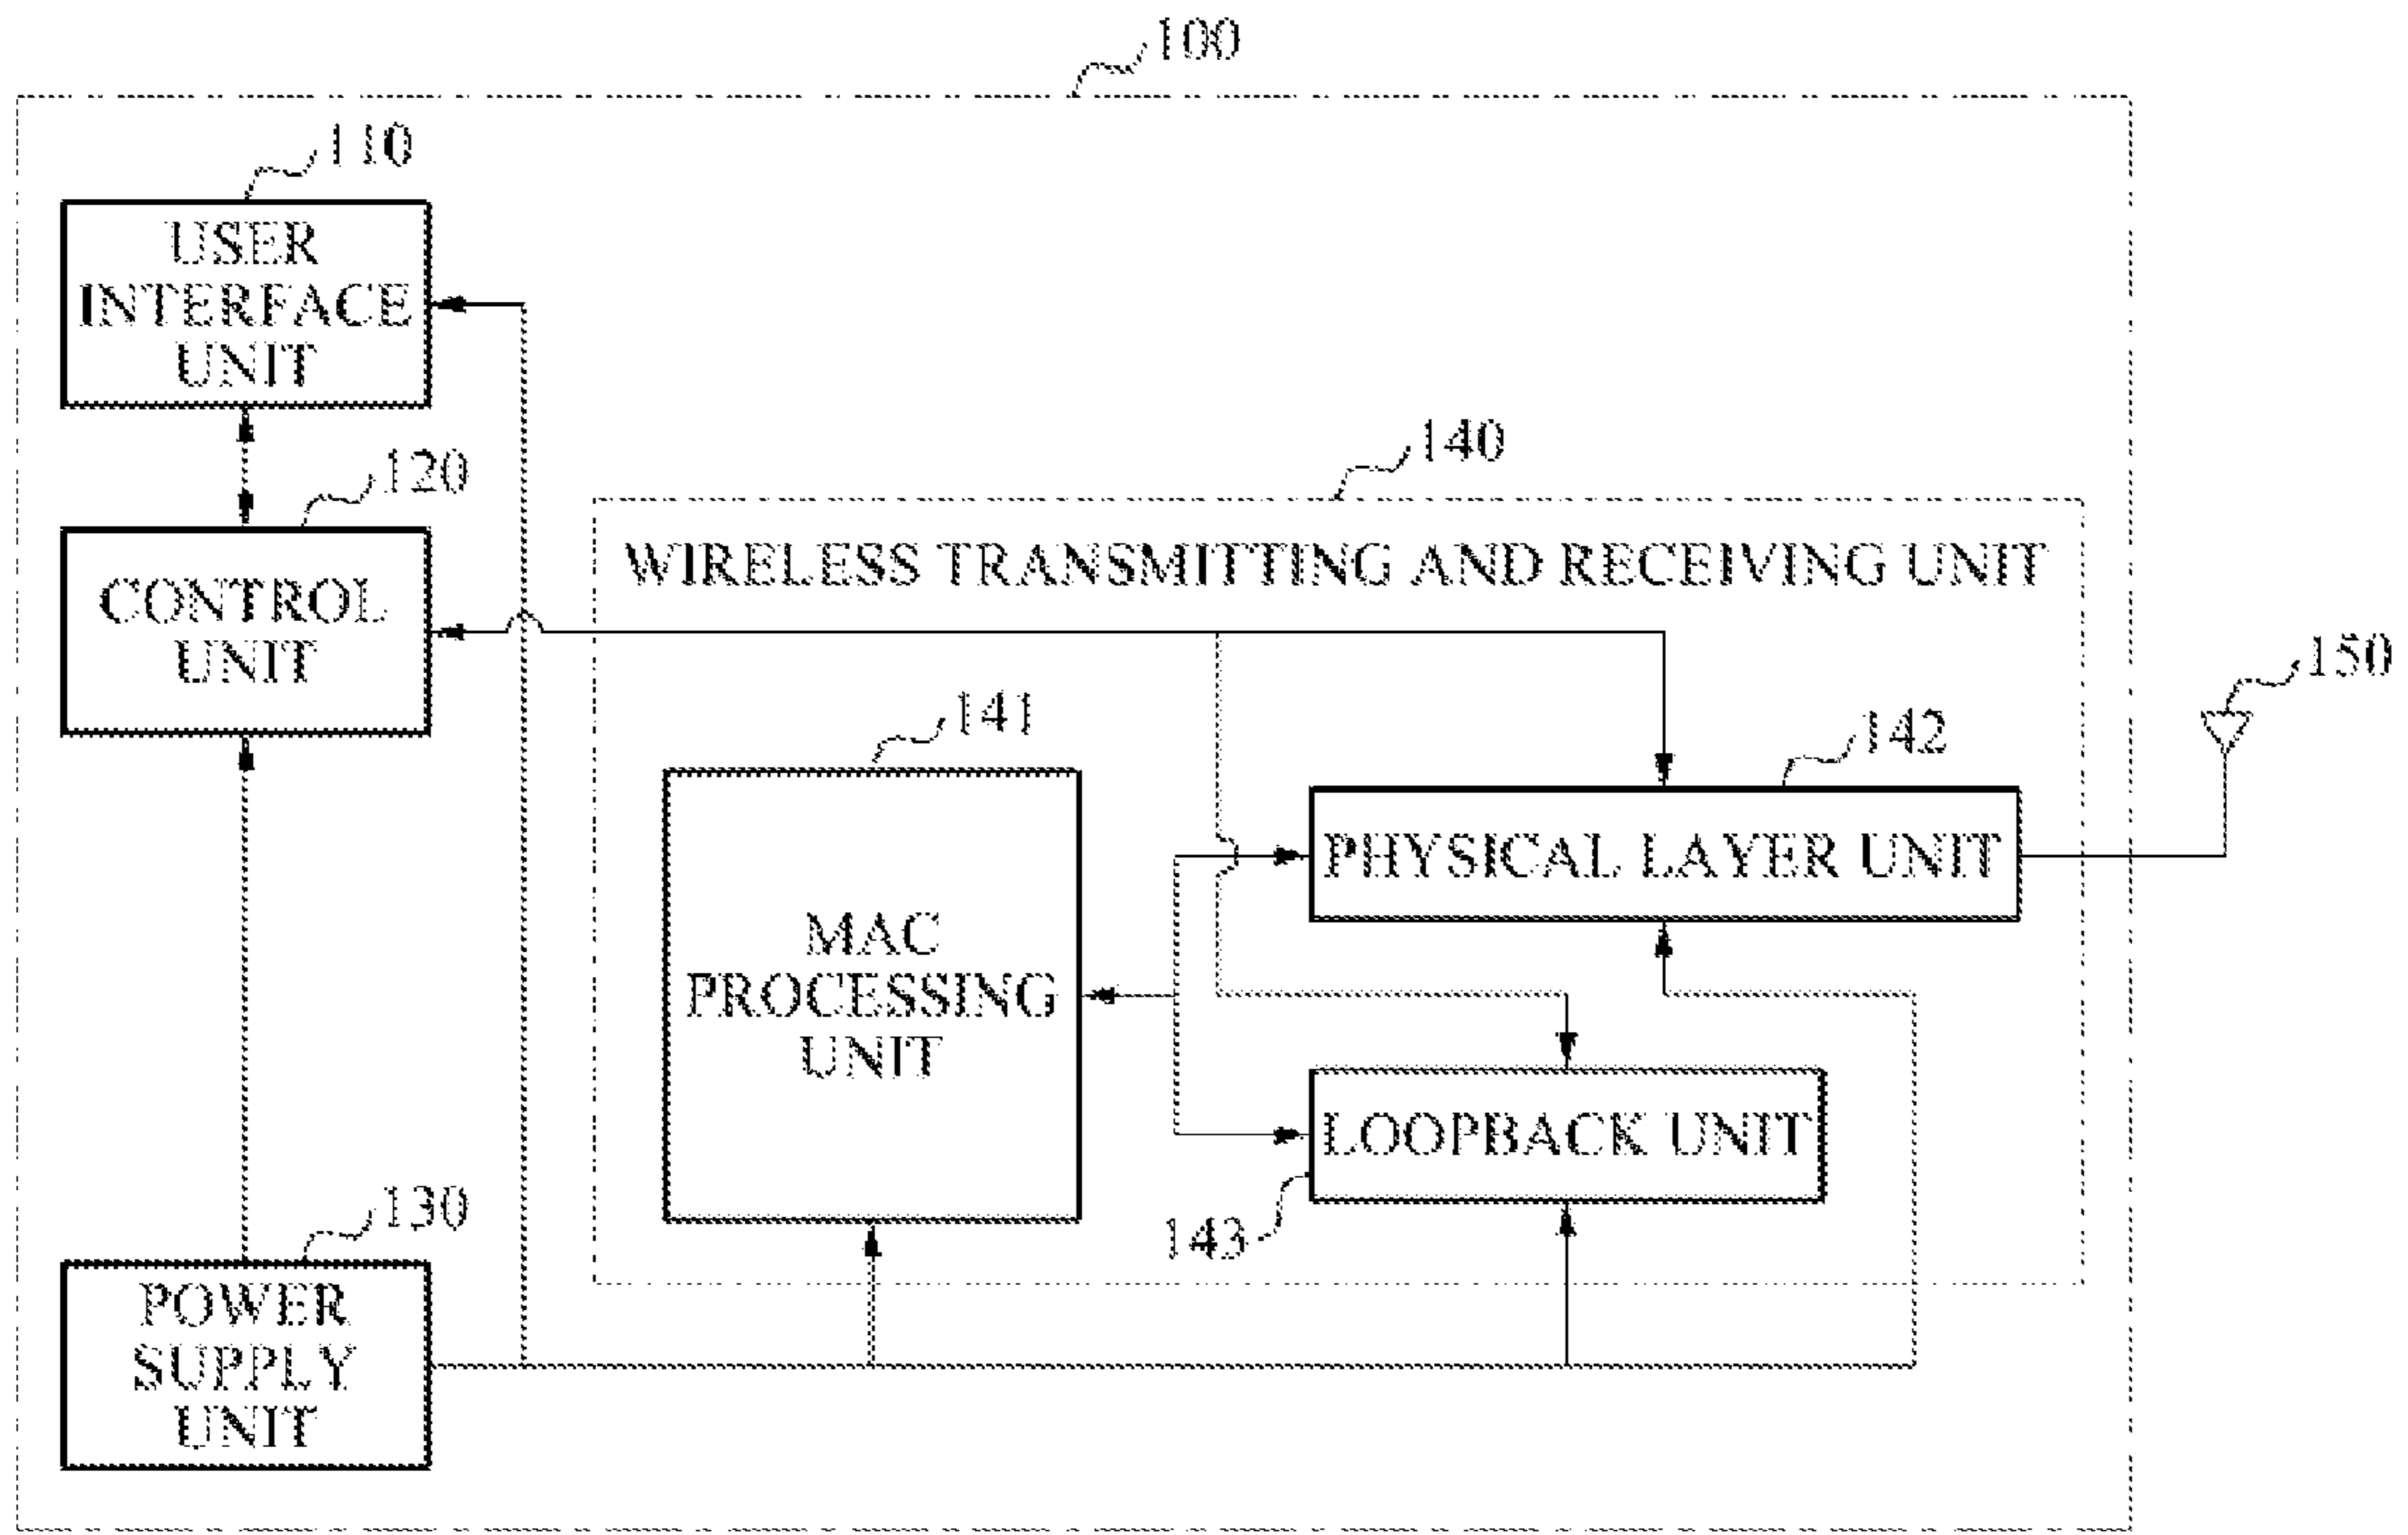 100
110
USER
INTERFACE
UNIT
140
120
WIRELESS TRANSMITTING AND RECEIVING UNIT
CONTROL
UNIT
150
141
142
PHYSICAL LAYER UNIT
MAC
PROCESSING
UNIT
LOOPBACK UNIT
143
130
POWER
SUPPLY
UNIT